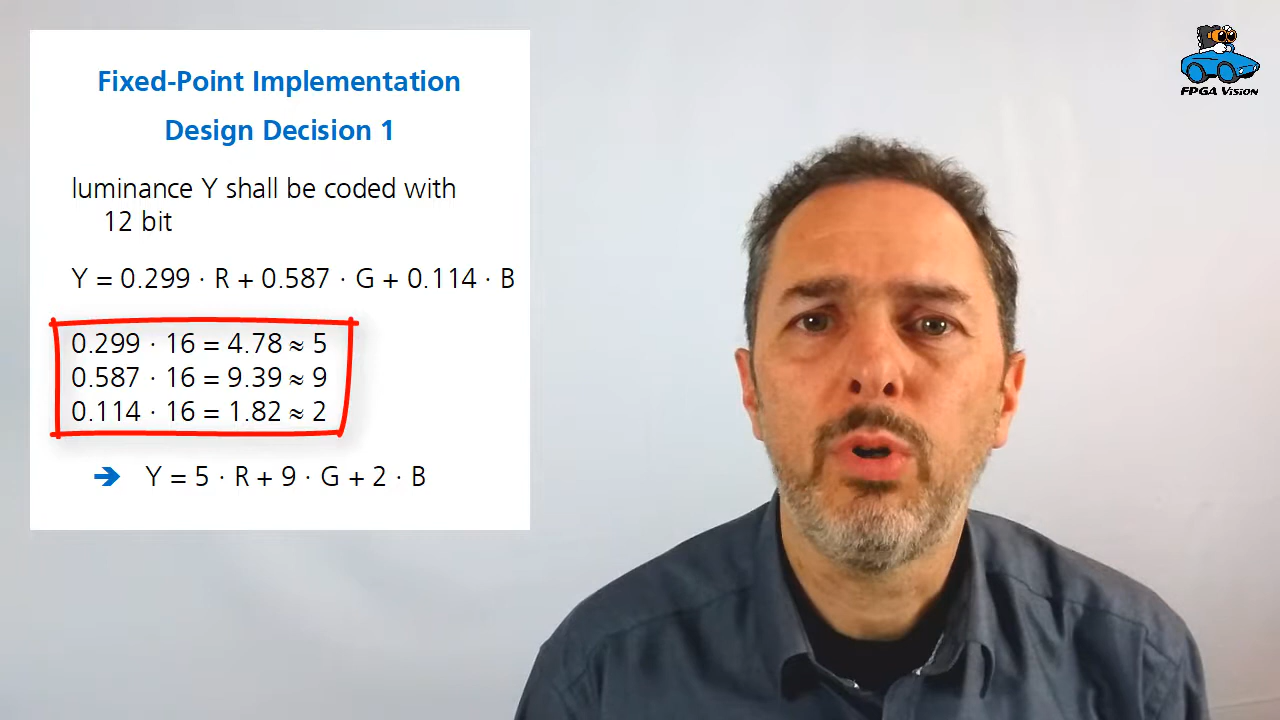 Fixed-Point Implementation
Design Decision 1
luminance Y shall be coded with
12 bit
Y = 0.299 · R + 0.587 · G + 0.114 · B
0.299 · 16 = 4.78 ≈ 5
0.587 · 16 = 9.39 ≈ 9
0.114 · 16 = 1.82 ≈ 2
➔ Y = 5 · R + 9 · G + 2 · B
FPGA Vision